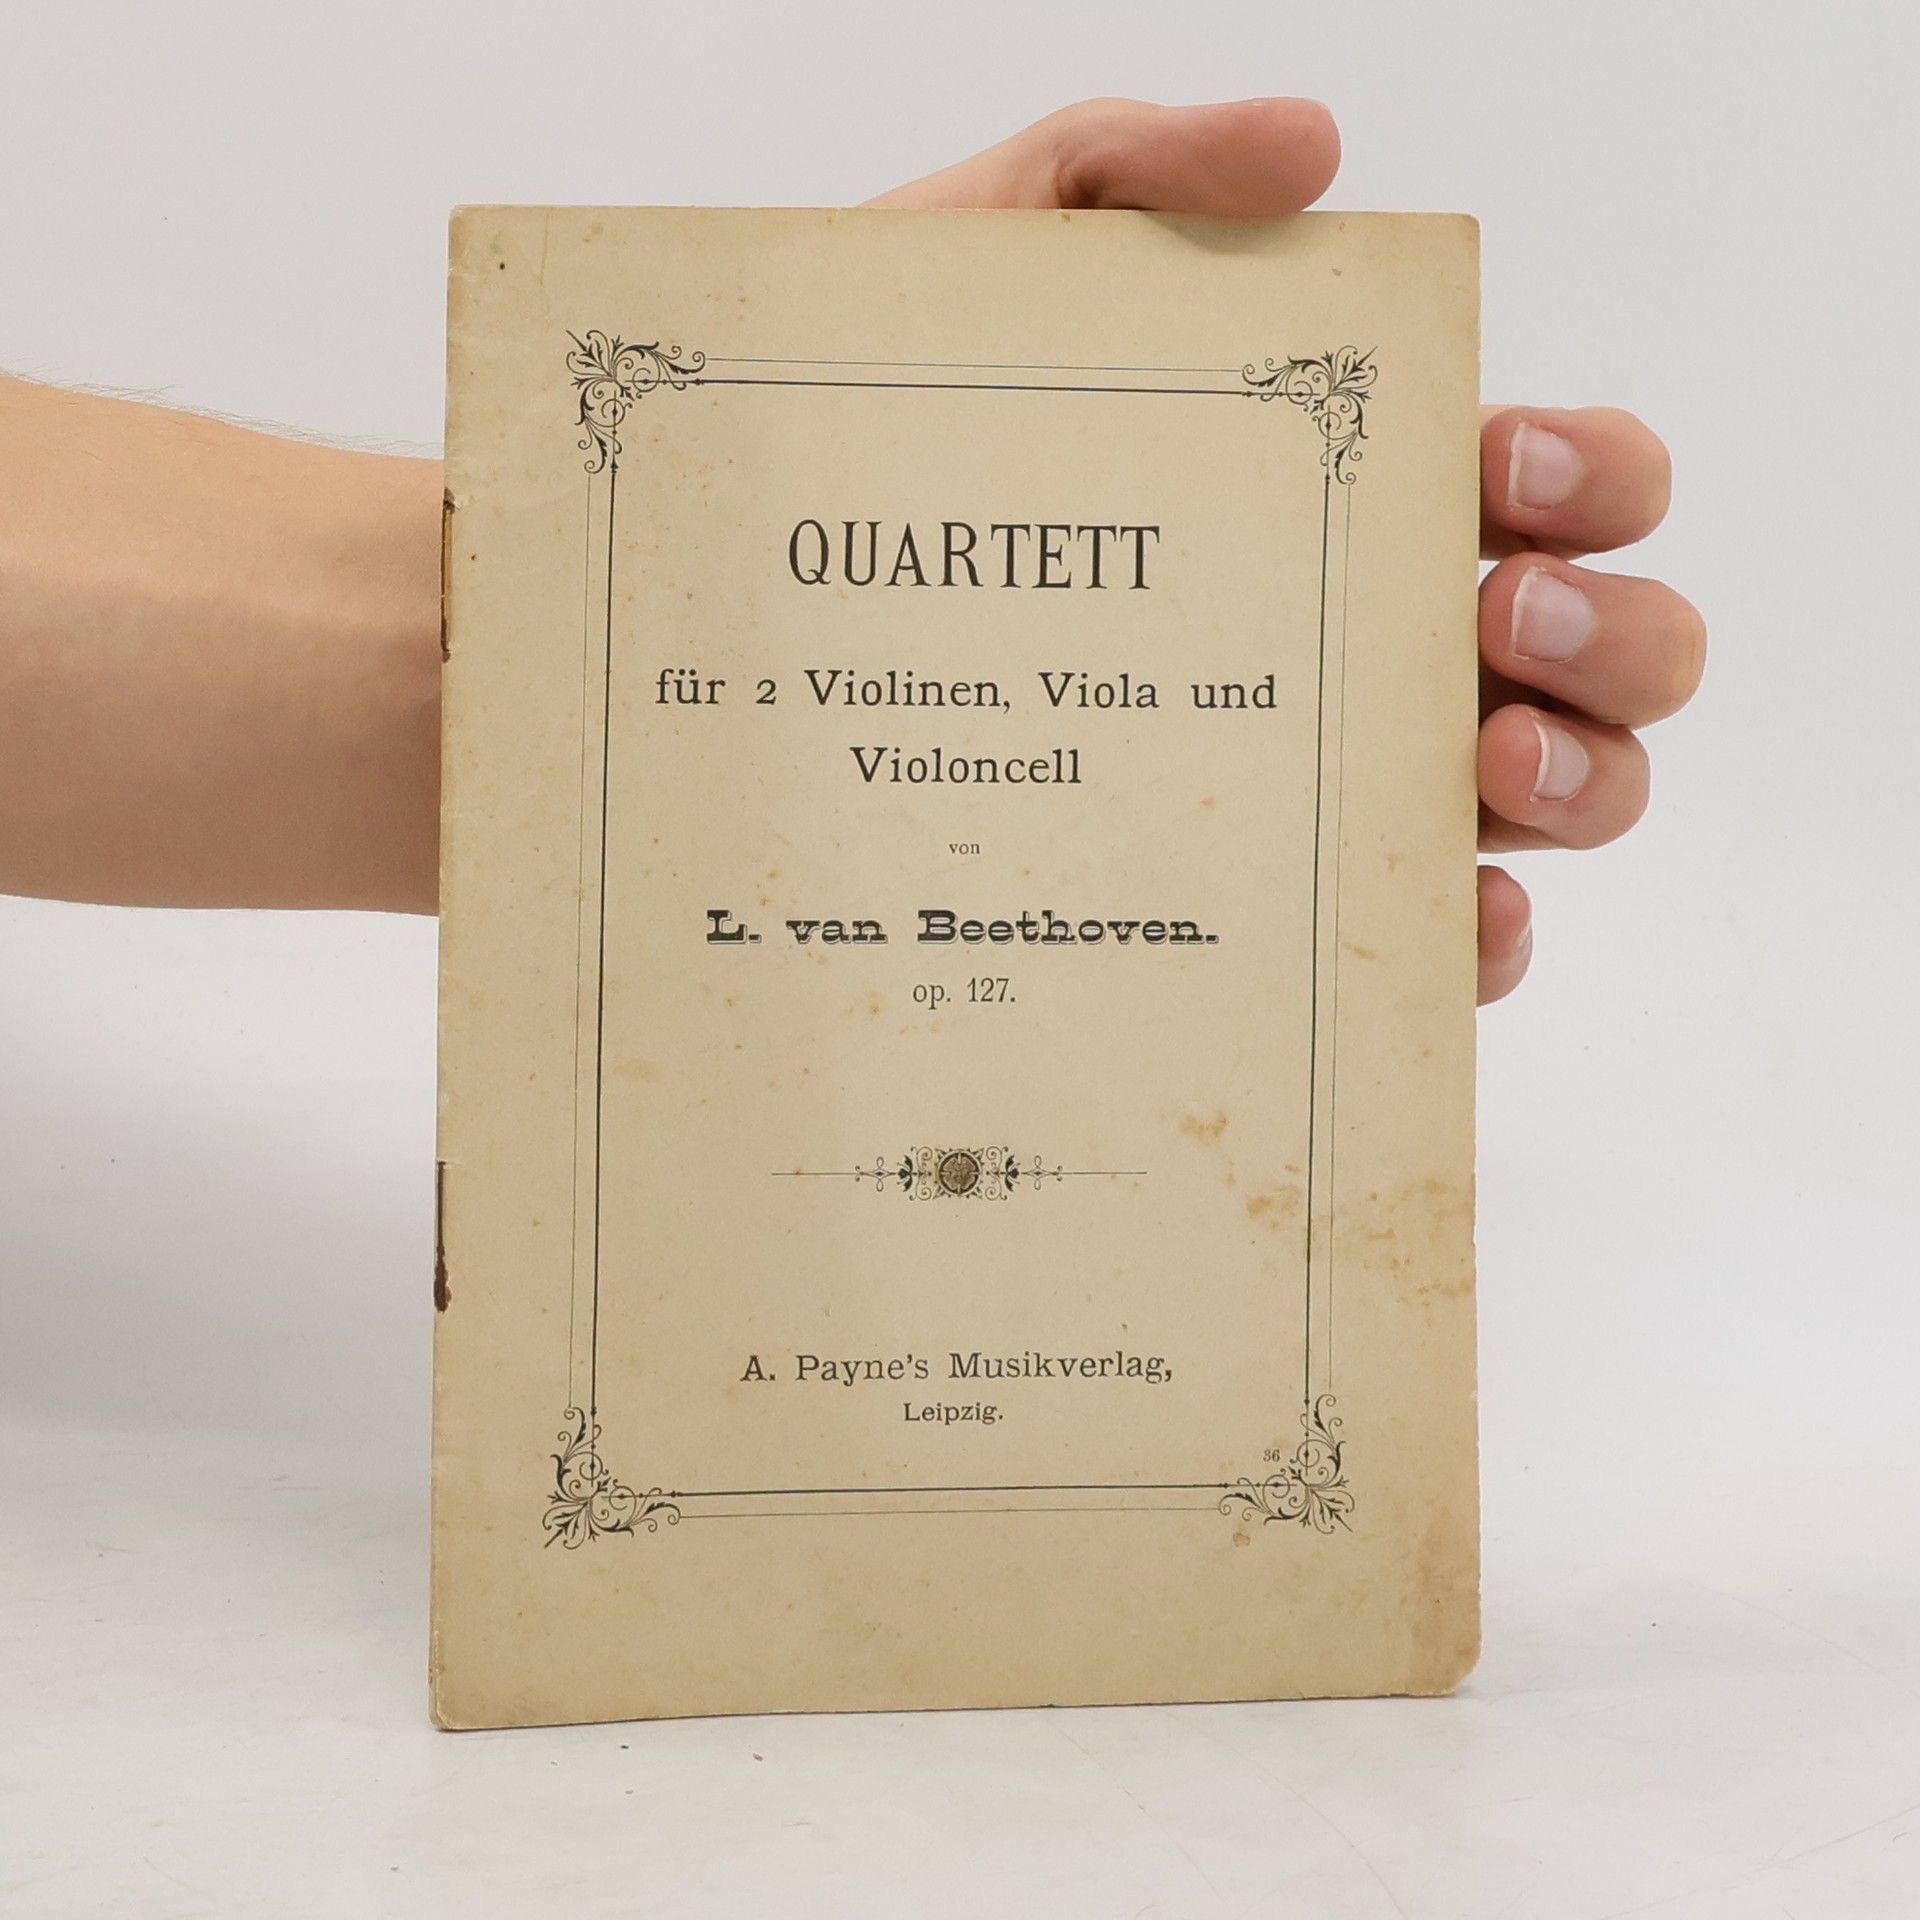 QUARTETT
für 2 Violinen, Viola und
Violoncell
von
L. van Beethoven.
op. 127.
A. Payne's Musikverlag,
Leipzig.
36